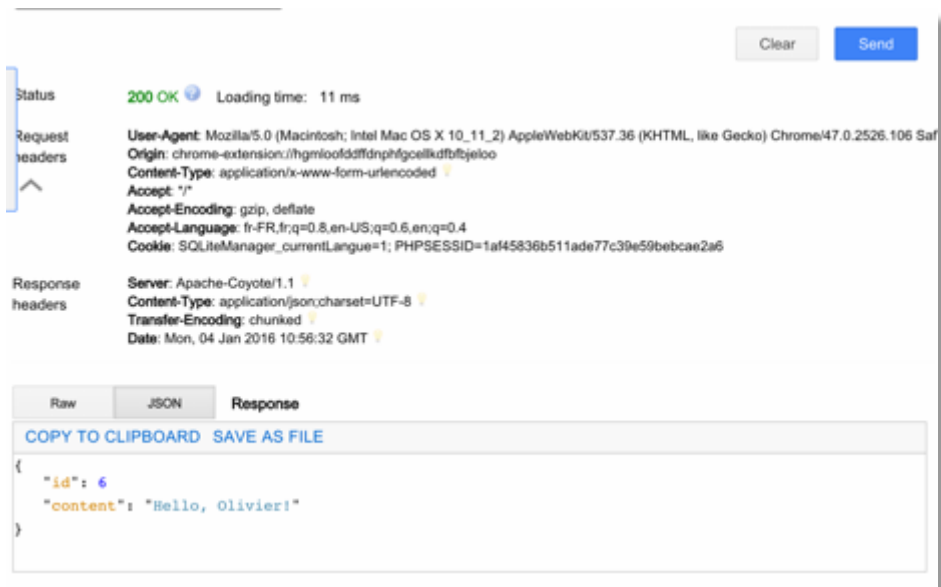 Clear Send
Status 200 OK Loading time: 11 ms
Request headers
User-Agent: Mozilla/5.0 (Macintosh; Intel Mac OS X 10_11_2) AppleWebKit/537.36 (KHTML, like Gecko) Chrome/47.0.2526.106 Saf
Origin: chrome-extension://hgmloofddffdnphfgcellkdfbfbjeloo
Content-Type: application/x-www-form-urlencoded
Accept: */*
Accept-Encoding: gzip, deflate
Accept-Language: fr-FR,fr;q=0.8,en-US;q=0.6,en;q=0.4
Cookie: SQLiteManager_currentLangue=1; PHPSESSID=1af45836b511ade77c39e59bebcae2a6
Response headers
Server: Apache-Coyote/1.1
Content-Type: application/json;charset=UTF-8
Transfer-Encoding: chunked
Date: Mon, 04 Jan 2016 10:56:32 GMT
Raw JSON Response
COPY TO CLIPBOARD SAVE AS FILE
{
"id": 6
"content": "Hello, Olivier!"
}